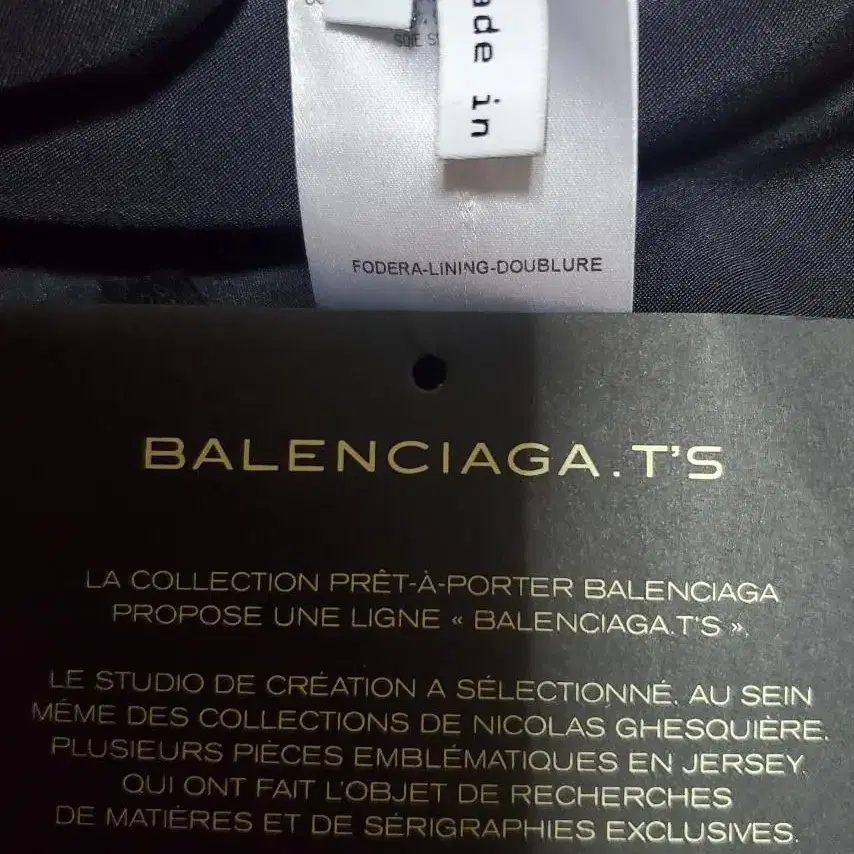 ade in
FODERA-LINING-DOUBLURE
BALENCIAGA.T'S
LA COLLECTION PRÊT-À-PORTER BALENCIAGA
PROPOSE UNE LIGNE « BALENCIAGA.T'S ».
LE STUDIO DE CRÉATION A SÉLECTIONNÉ, AU SEIN
MÉME DES COLLECTIONS DE NICOLAS GHESQUIÈRE,
PLUSIEURS PIÈCES EMBLÉMATIQUES EN JERSEY,
QUI ONT FAIT L'OBJET DE RECHERCHES
DE MATIÈRES ET DE SÉRIGRAPHIES EXCLUSIVES.